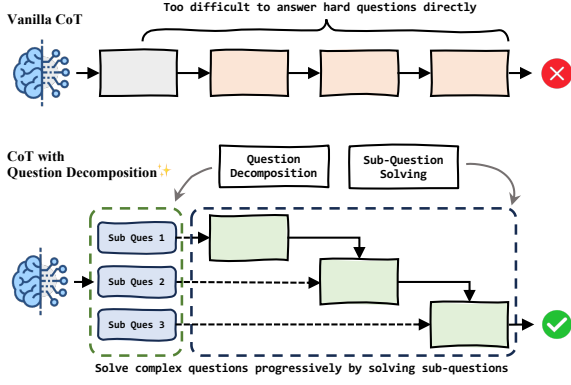 Vanilla CoT
Too difficult to answer hard questions directly
CoT with
Question Decomposition✨
Question
Decomposition
Sub-Question
Solving
Sub Ques 1
Sub Ques 2
Sub Ques 3
Solve complex questions progressively by solving sub-questions